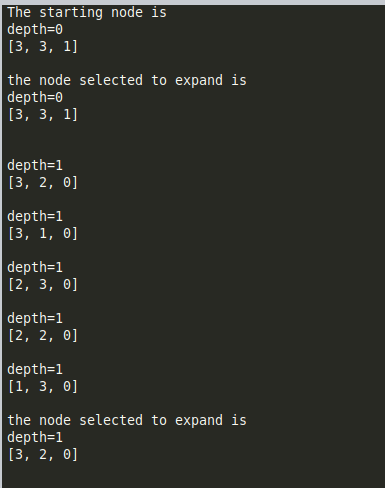 The starting node is
depth=0
[3, 3, 1]
the node selected to expand is
depth=0
[3, 3, 1]
depth=1
[3, 2, 0]
depth=1
[3, 1, 0]
depth=1
[2, 3, 0]
depth=1
[2, 2, 0]
depth=1
[1, 3, 0]
the node selected to expand is
depth=1
[3, 2, 0]